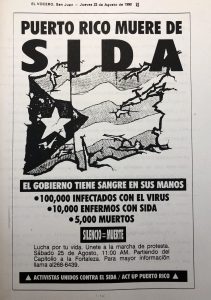 EL VOCERO, San Juan — Jueves 23 de Agosto de 1990
PUERTO RICO MUERE DE
SIDA
EL GOBIERNO TIENE SANGRE EN SUS MANOS
•100,000 INFECTADOS CON EL VIRUS
•10,000 ENFERMOS CON SIDA
•5,000 MUERTOS
SILENCIO = MUERTE
Lucha por tu vida. Unete a la marcha de protesta.
Sábado 25 de Agosto, 11:00 AM. Partiendo del
Capitolio a la Fortaleza. Para mayor información
llama al268-6439.
▲ ACTIVISTAS UNIDOS CONTRA EL SIDA / ACT UP PUERTO RICO ▲